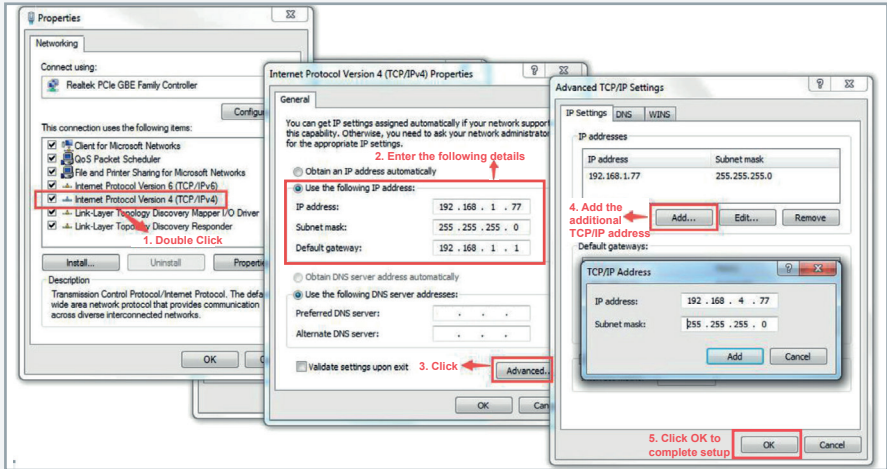 Properties
Networking
Connect using:
Realtek PCIe GBE Family Controller
Configu
This connection uses the following items:
Client for Microsoft Networks
QoS Packet Scheduler
File and Printer Sharing for Microsoft Networks
Internet Protocol Version 6 (TCP/IPv6)
Internet Protocol Version 4 (TCP/IPv4)
Link-Layer Topology Discovery Mapper I/O Driver
Link-Layer Topology Discovery Responder
1. Double Click
Install...
Uninstall
Properti
Description
Transmission Control Protocol/Internet Protocol. The defa
wide area network protocol that provides communication
across diverse interconnected networks.
OK
C
Internet Protocol Version 4 (TCP/IPv4) Properties
General
You can get IP settings assigned automatically if your network support
this capability. Otherwise, you need to ask your network administrator
for the appropriate IP settings.
2. Enter the following details
Obtain an IP address automatically
Use the following IP address:
IP address: 192 . 168 . 1 . 77
Subnet mask: 255 . 255 . 255 . 0
Default gateway: 192 . 168 . 1 . 1
Obtain DNS server address automatically
Use the following DNS server addresses:
Preferred DNS server: . . .
Alternate DNS server: . . .
Validate settings upon exit
3. Click
Advanced..
OK
Can
Advanced TCP/IP Settings
IP Settings DNS WINS
IP addresses
IP address Subnet mask
192.168.1.77 255.255.255.0
4. Add the
additional
TCP/IP address
Add... Edit... Remove
Default gateways:
TCP/IP Address
IP address: 192 . 168 . 4 . 77
Subnet mask: 255 . 255 . 255 . 0
Add Cancel
5. Click OK to
complete setup
OK Cancel